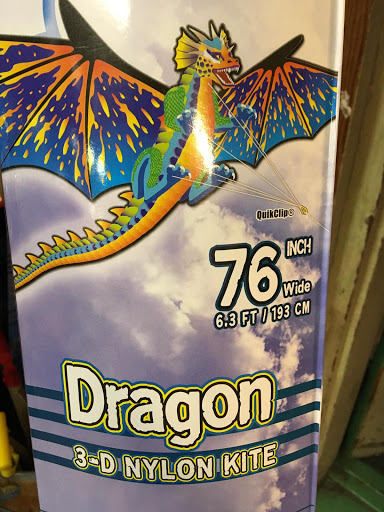 QuikClip®
76 INCH
Wide
6.3 FT / 193 CM
Dragon
3-D NYLON KITE